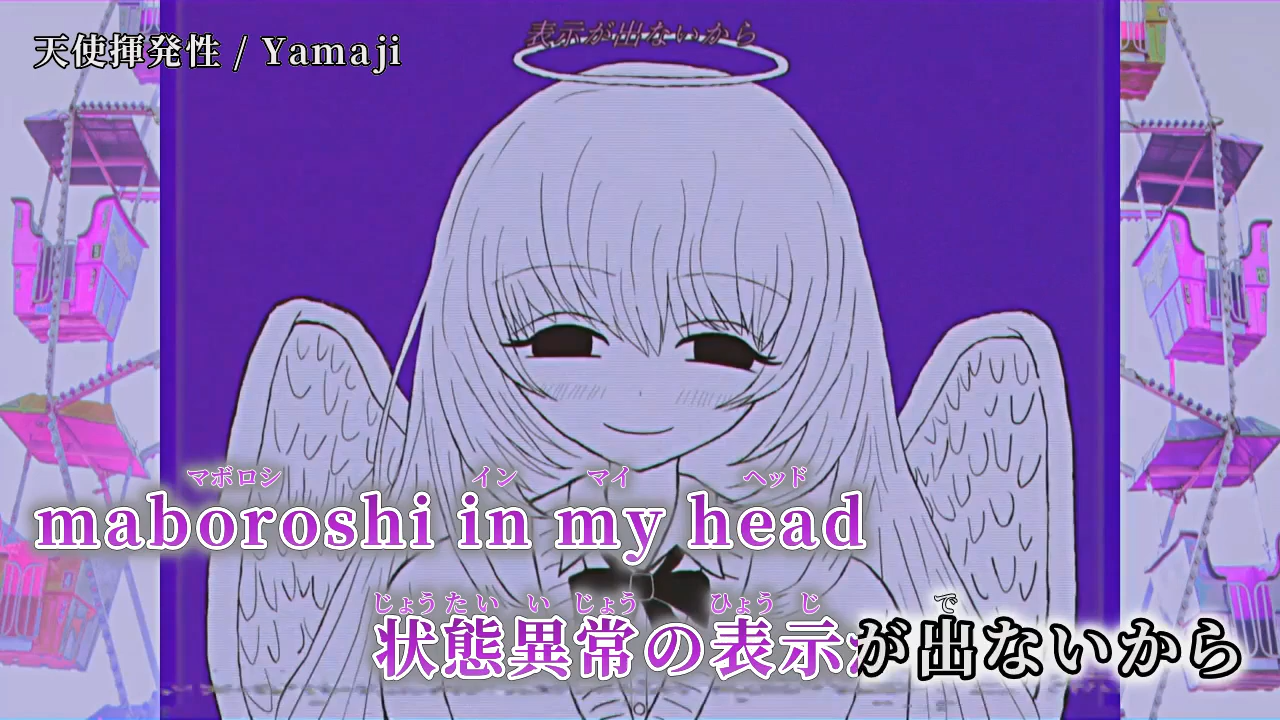 表示が出ないから
天使揮発性 / Yamaji
マボロシ イン マイ ヘッド
maboroshi in my head
じょうたい い じょう ひょう じ で
状態異常の表示が出ないから